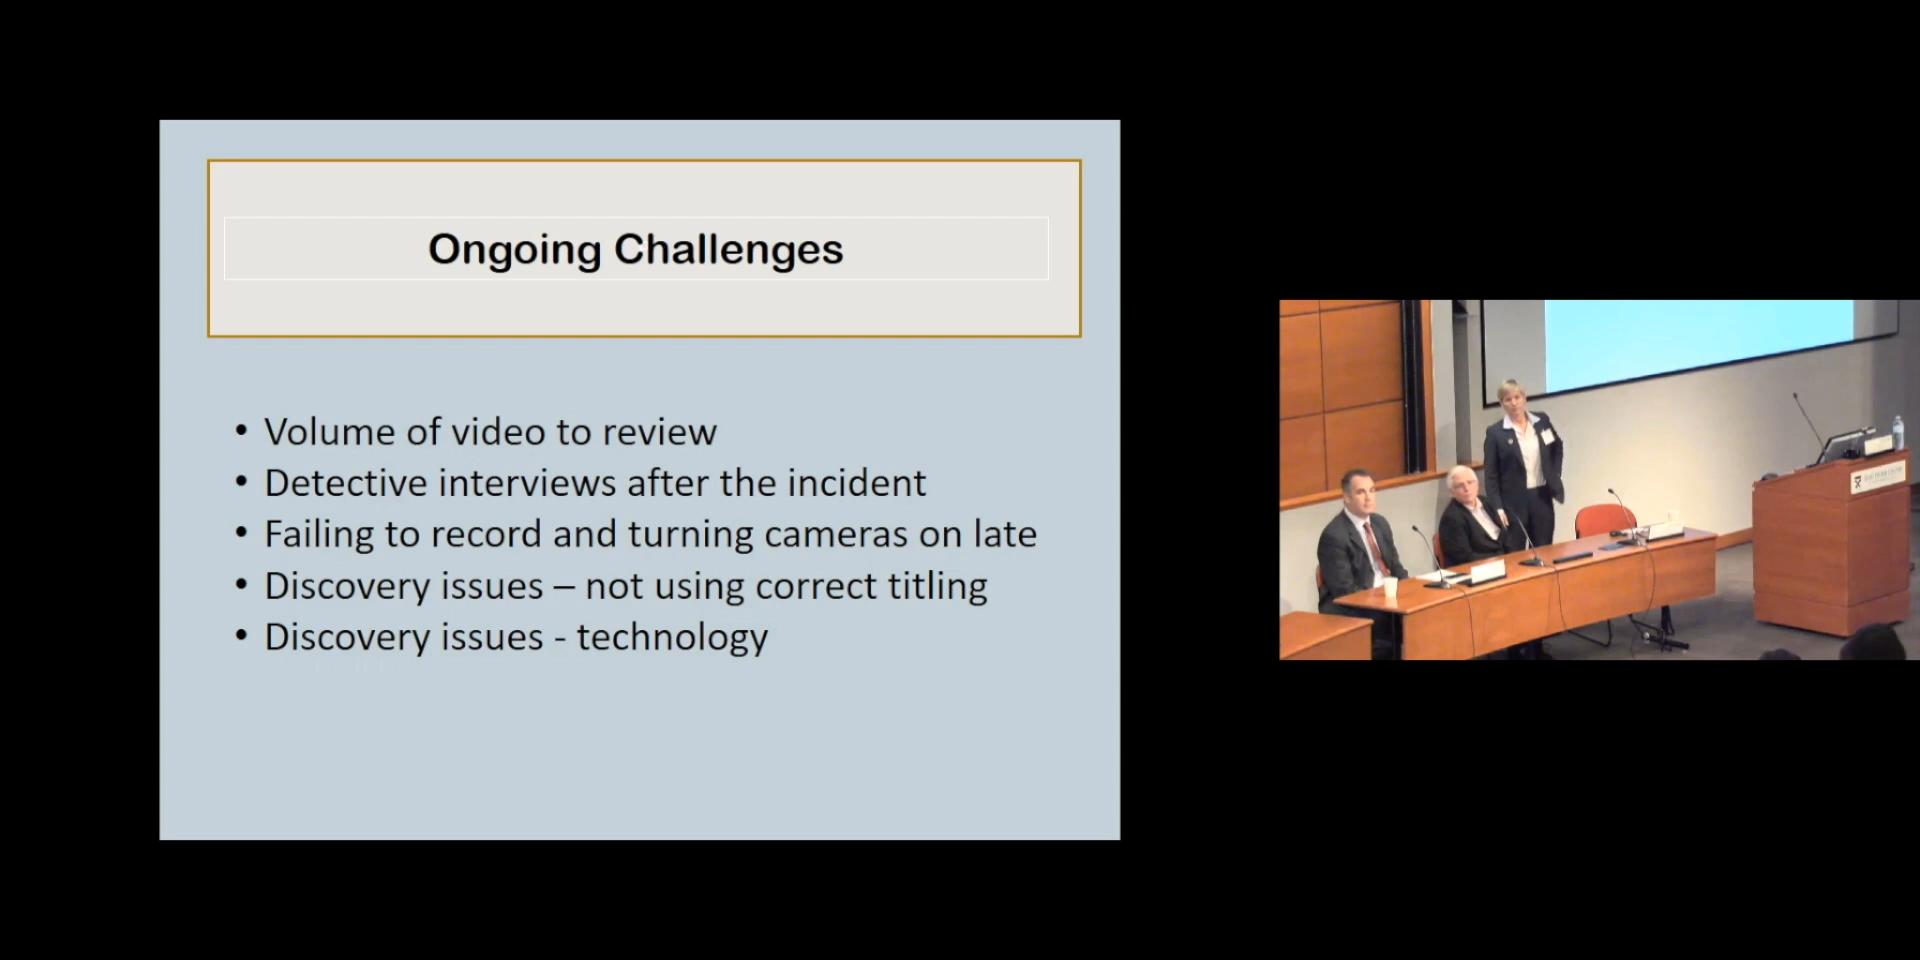 Ongoing Challenges
• Volume of video to review
• Detective interviews after the incident
• Failing to record and turning cameras on late
• Discovery issues – not using correct titling
• Discovery issues - technology